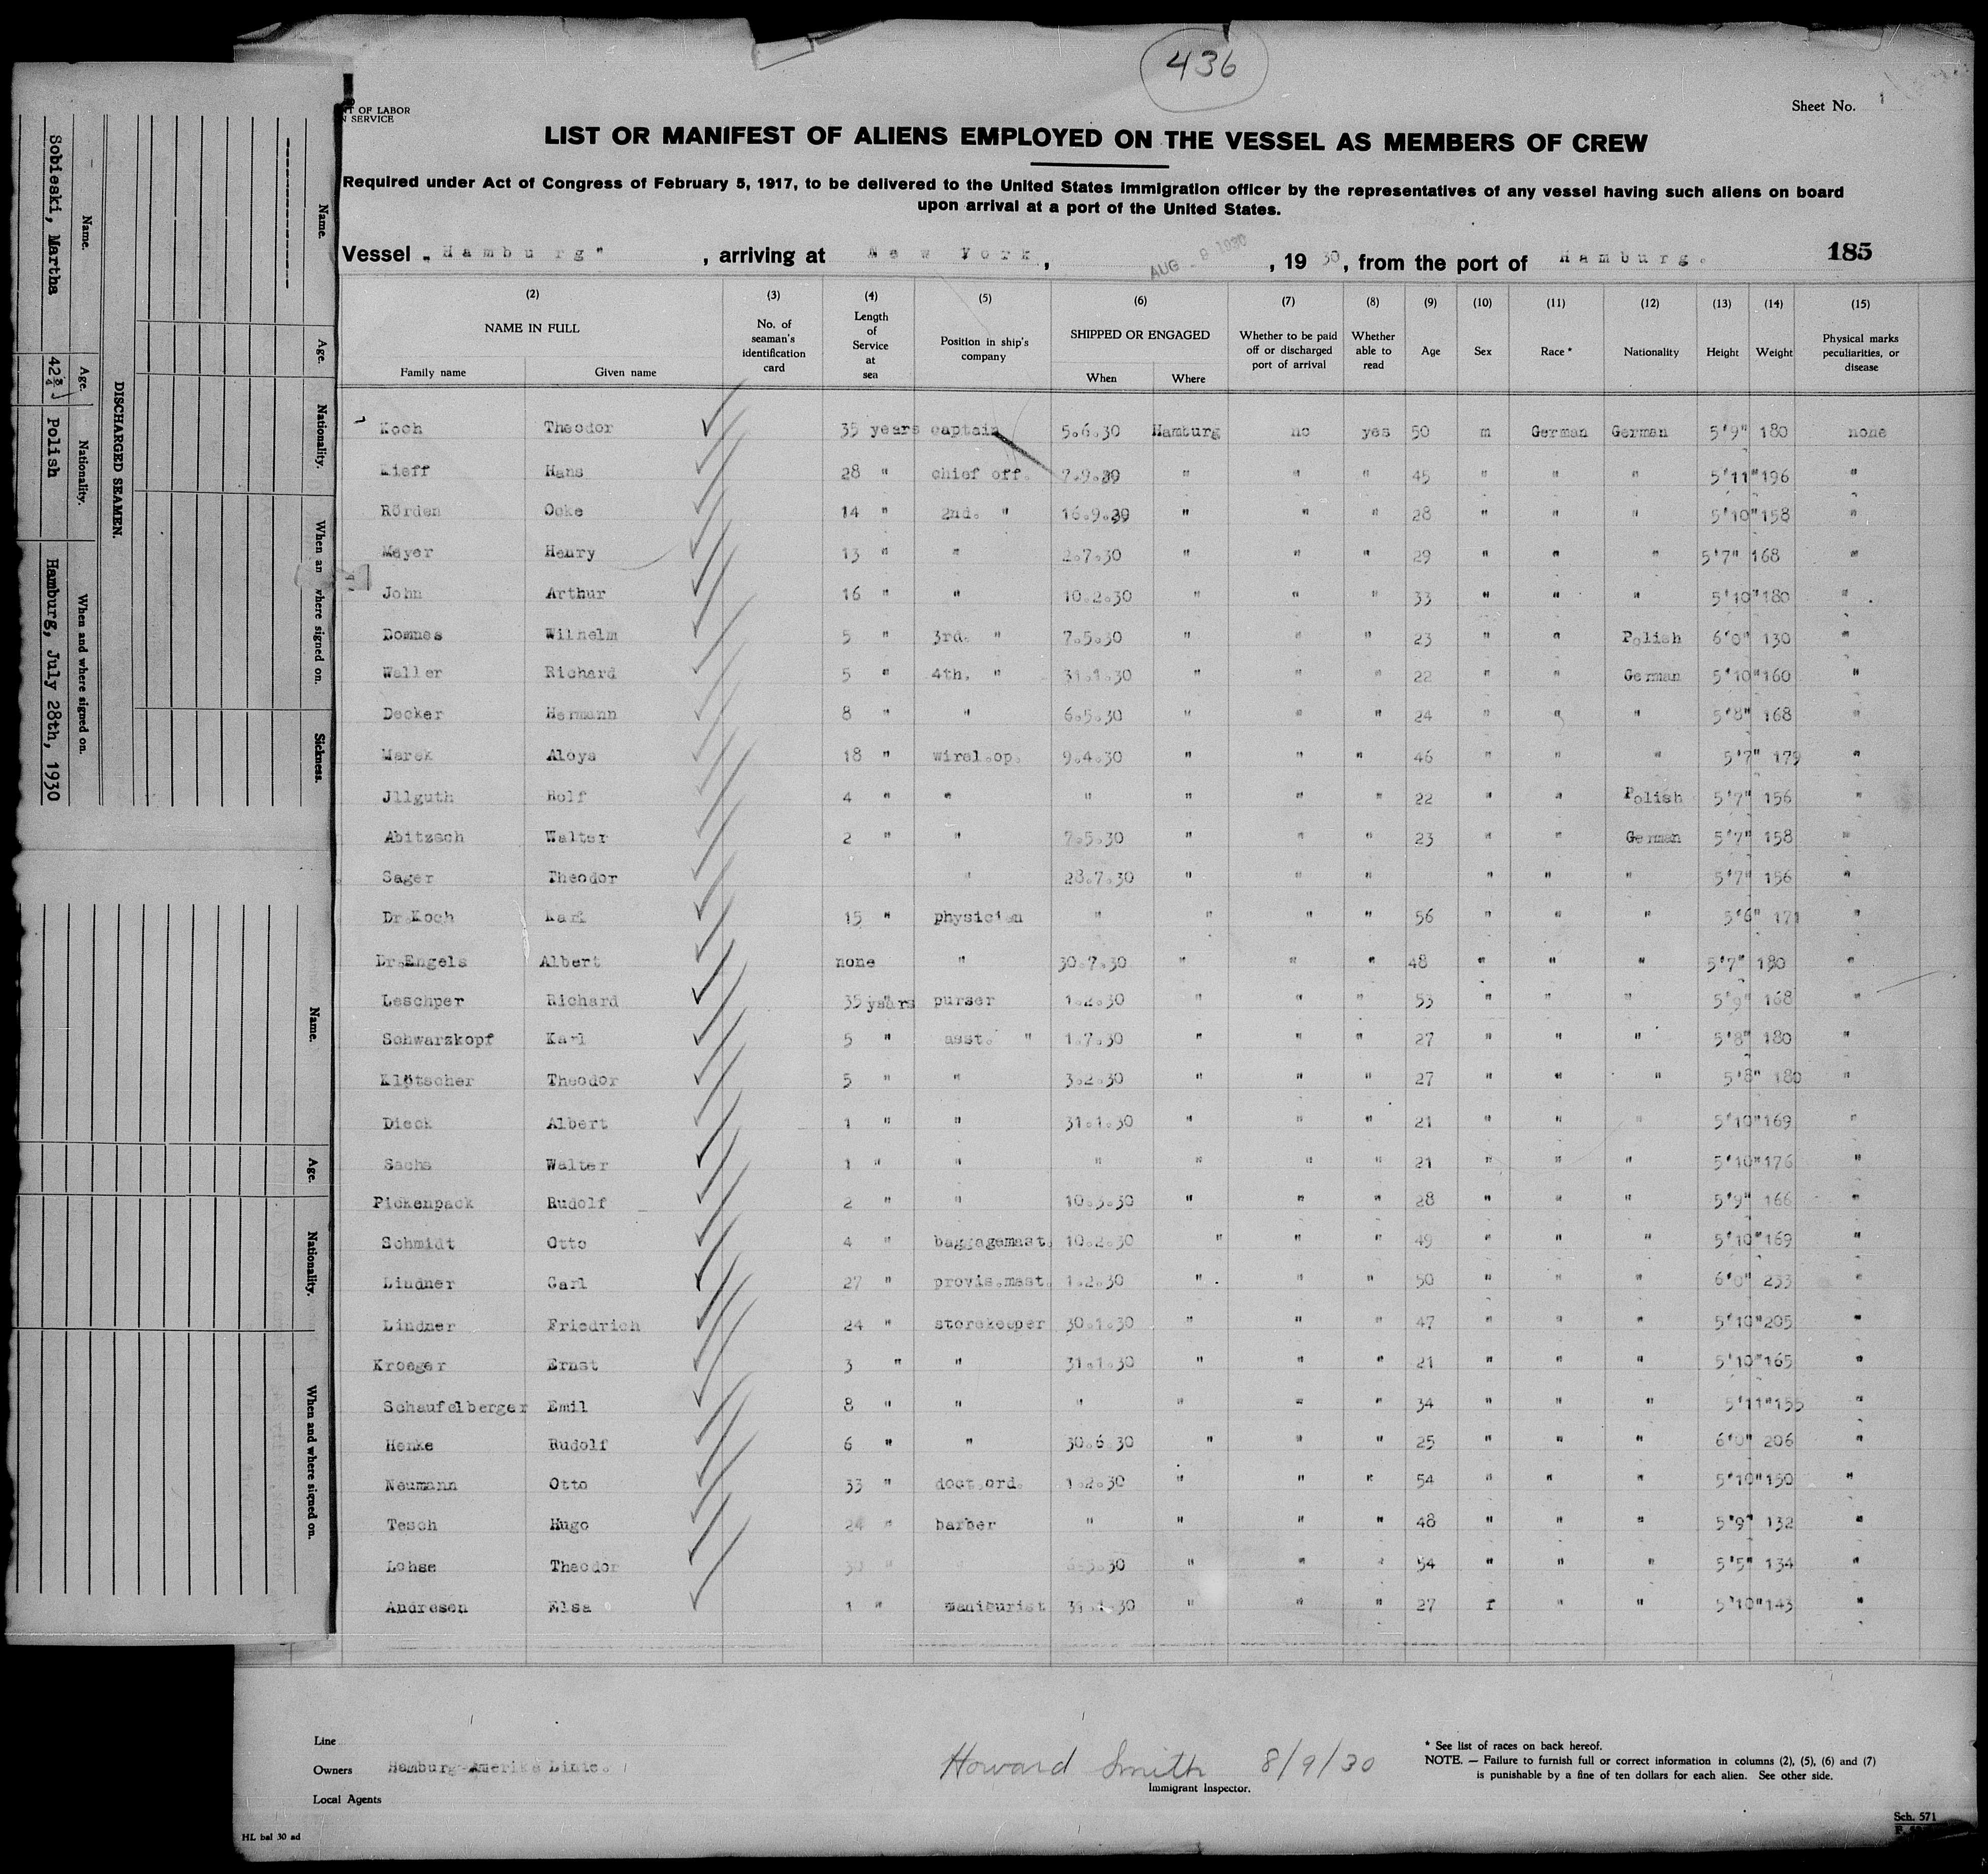 436
T OF LABOR
N SERVICE
Sheet No. 1
LIST OR MANIFEST OF ALIENS EMPLOYED ON THE VESSEL AS MEMBERS OF CREW
Required under Act of Congress of February 5, 1917, to be delivered to the United States immigration officer by the representatives of any vessel having such aliens on board
upon arrival at a port of the United States.
Vessel „Hamburg", arriving at New York, AUG - 9 1930, 1930, from the port of Hamburg. 185
(2) (3) (4) (5) (6) (7) (8) (9) (10) (11) (12) (13) (14) (15)
NAME IN FULL No. of seaman's identification card Length of Service at sea Position in ship's company SHIPPED OR ENGAGED Whether to be paid off or discharged port of arrival Whether able to read Age Sex Race * Nationality Height Weight Physical marks peculiarities, or disease
Family name Given name When Where
Koch Theodor 35 years captain 5.6.30 Hamburg no yes 50 m German German 5'9" 180 none
Kieff Hans 28 " chief off. " " " 45 " " " 5'11" 196 "
Rörden Ocke 14 " 2nd. " " " " 28 " " " 5'10" 158 "
Meyer Henry 13 " " 2.7.30 " " " 29 " " " 5'7" 168 "
John Arthur 16 " " 10.2.30 " " " 33 " " " 5'10" 180 "
Domnes Wilhelm 5 " 3rd. " 7.5.30 " " " 23 " " Polish 6'0" 130 "
Waller Richard 5 " 4th. " 31.1.30 " " " 22 " " German 5'10" 160 "
Decker Hermann 8 " " 6.5.30 " " " 24 " " " 5'8" 168 "
Marek Aloys 18 " wirel.op. 9.4.30 " " " 46 " " " 5'7" 179 "
Jllguth Rolf 4 " " " " " " 22 " " Polish 5'7" 156 "
Abitzsch Walter 2 " " 7.5.30 " " " 23 " " German 5'7" 158 "
Sager Theodor " 28.7.30 " " " " " " 5'7" 156 "
Dr.Koch Karl 15 " physician " " " " 56 " " " 5'6" 171 "
Dr.Engels Albert none " 30.7.30 " " " 48 " " " 5'7" 180 "
Leschper Richard 35 years purser 1.2.30 " " " 53 " " " 5'9" 168 "
Schwarzkopf Karl 5 " asst. " 1.7.30 " " " 27 " " " 5'8" 180 "
Klötscher Theodor 5 " " 3.2.30 " " " 27 " " " 5'8" 180 "
Dieck Albert 1 " " 31.1.30 " " " 21 " " " 5'10" 169 "
Sachs Walter 1 " " " " " " 21 " " " 5'10" 176 "
Pickenpack Rudolf 2 " " 10.3.30 " " " 28 " " " 5'9" 166 "
Schmidt Otto 4 " baggagemast. 10.2.30 " " " 49 " " " 5'10" 169 "
Lindner Carl 27 " provis.mast. 1.2.30 " " " 50 " " " 6'0" 233 "
Lindner Friedrich 24 " storekeeper 30.1.30 " " " 47 " " " 5'10" 205 "
Kroeger Ernst 3 " " 31.1.30 " " " 21 " " " 5'10" 165 "
Schaufelberger Emil 8 " " " " " " 34 " " " 5'11" 155 "
Henke Rudolf 6 " " 30.6.30 " " " 25 " " " 6'0" 206 "
Neumann Otto 33 " doct.ord. 1.2.30 " " " 54 " " " 5'10" 150 "
Tesch Hugo 24 " barber " " " " 48 " " " 5'9" 132 "
Lohse Theodor " " " " 54 " " " 5'5" 134 "
Andresen Elsa 1 " manicurist " " " 27 f " " 5'10" 143 "
Line
Owners Hamburg-Amerika Linie.
Local Agents
Howard Smith 8/9/30
Immigrant Inspector.
* See list of races on back hereof.
NOTE. — Failure to furnish full or correct information in columns (2), (5), (6) and (7)
is punishable by a fine of ten dollars for each alien. See other side.
HL bal 30 ad
Sch. 571
DISCHARGED SEAMEN.
Name. Age. Nationality. When and where signed on.
Sobieski, Martha 42 Polish Hamburg, July 28th, 1930
Name. Age. Nationality. When an where signed on. Sickness.
Name. Age. Nationality. When and where signed on.